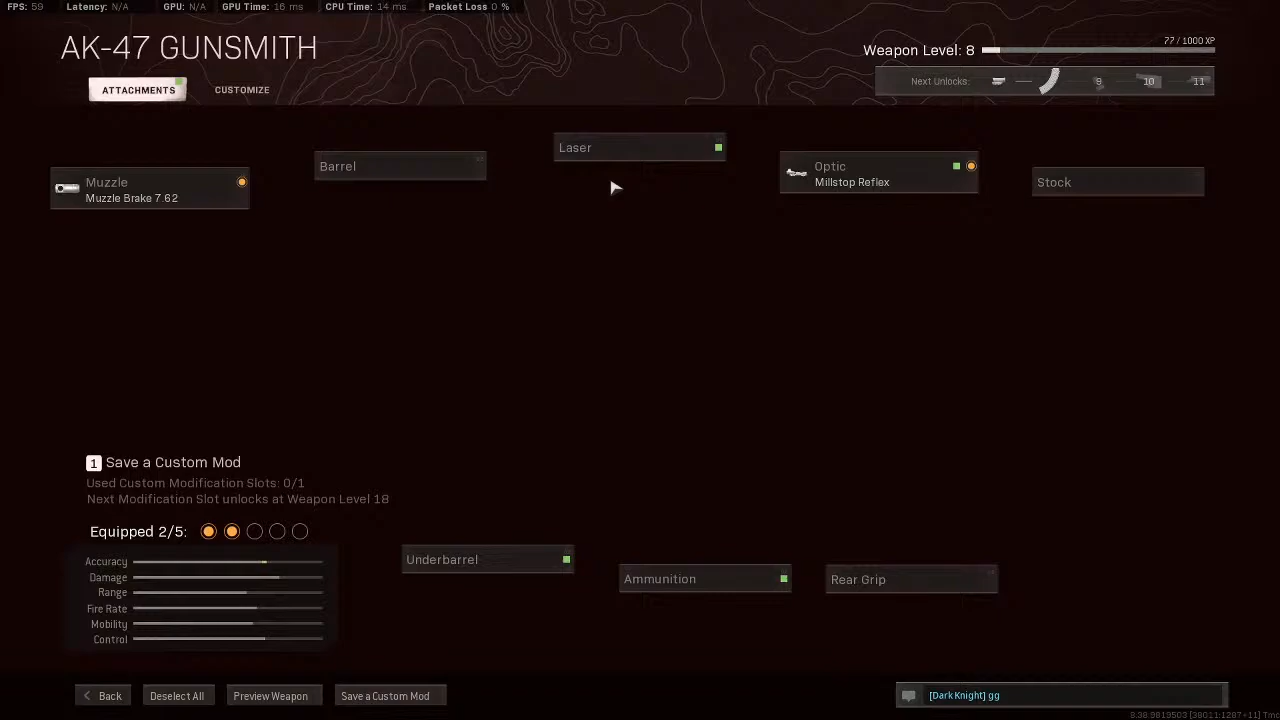 FPS: 59 Latency: N/A GPU: N/A GPU Time: 16 ms CPU Time: 14 ms Packet Loss 0 %
AK-47 GUNSMITH
Weapon Level: 8
77 / 1000 XP
ATTACHMENTS
CUSTOMIZE
Next Unlocks:
9
10
11
Laser
Barrel
Optic
Millstop Reflex
Muzzle
Muzzle Brake 7.62
Stock
1 Save a Custom Mod
Used Custom Modification Slots: 0/1
Next Modification Slot unlocks at Weapon Level 18
Equipped 2/5:
Accuracy
Damage
Range
Fire Rate
Mobility
Control
Underbarrel
Ammunition
Rear Grip
Back
Deselect All
Preview Weapon
Save a Custom Mod
[Dark Knight] gg